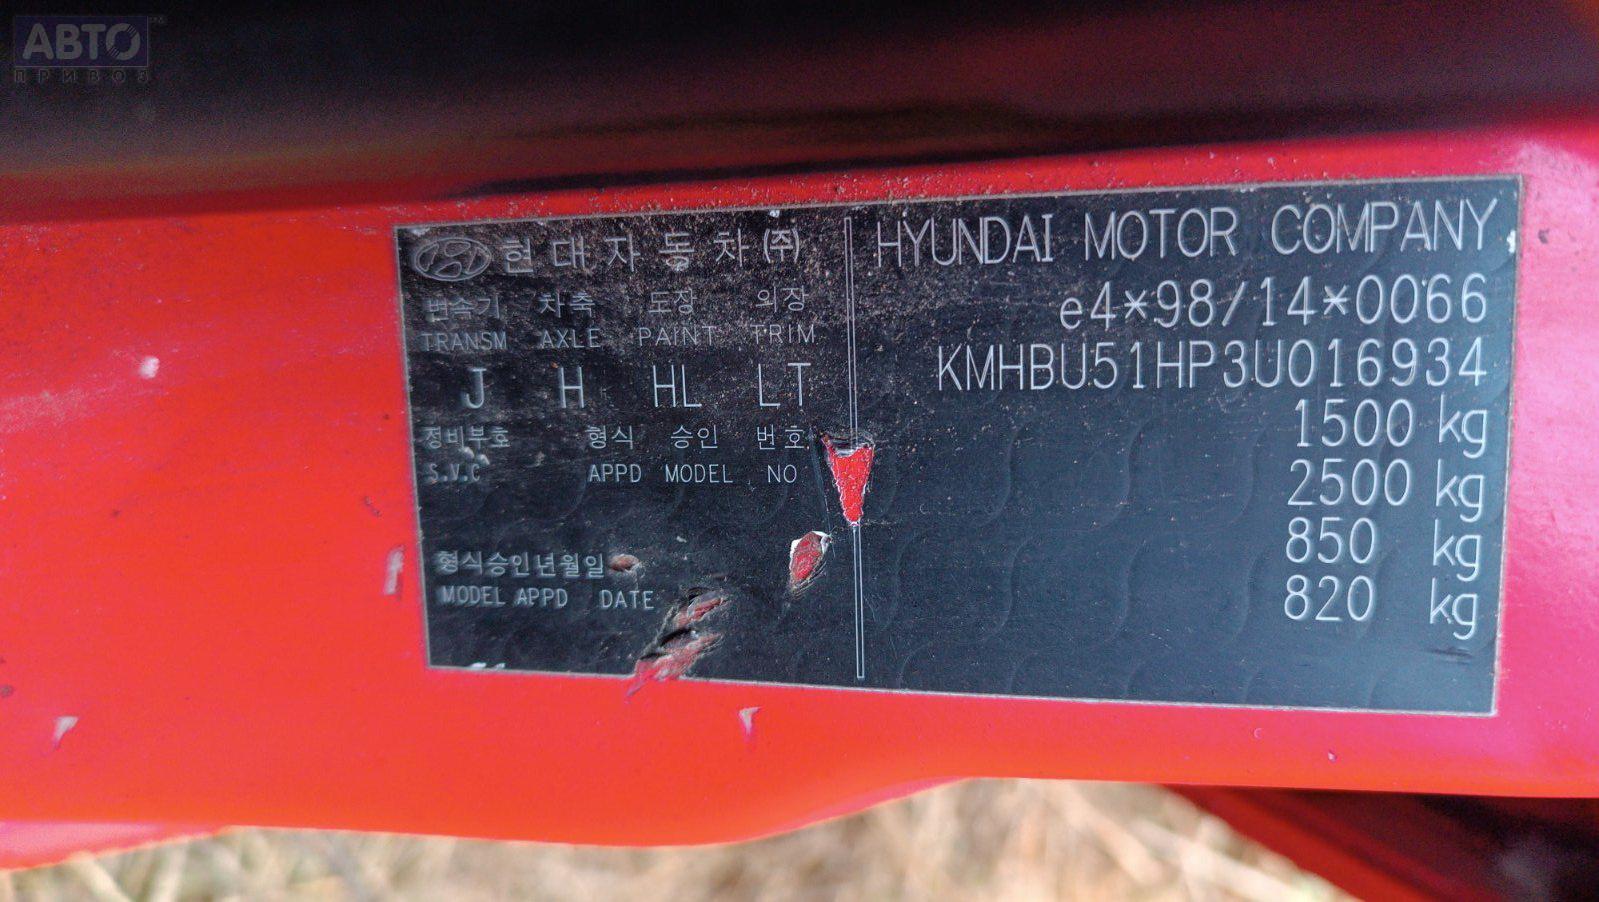 АВТО
ПРИВОЗ
현대자동차(주)
변속기 차축 도장 의장
TRANSM AXLE PAINT TRIM
J H HL LT
정비부호 형식 승인 번호
S.V.C APPD MODEL NO
형식승인년월일
MODEL APPD DATE
HYUNDAI MOTOR COMPANY
e4*98/14*0066
KMHBU51HP3U016934
1500 kg
2500 kg
850 kg
820 kg